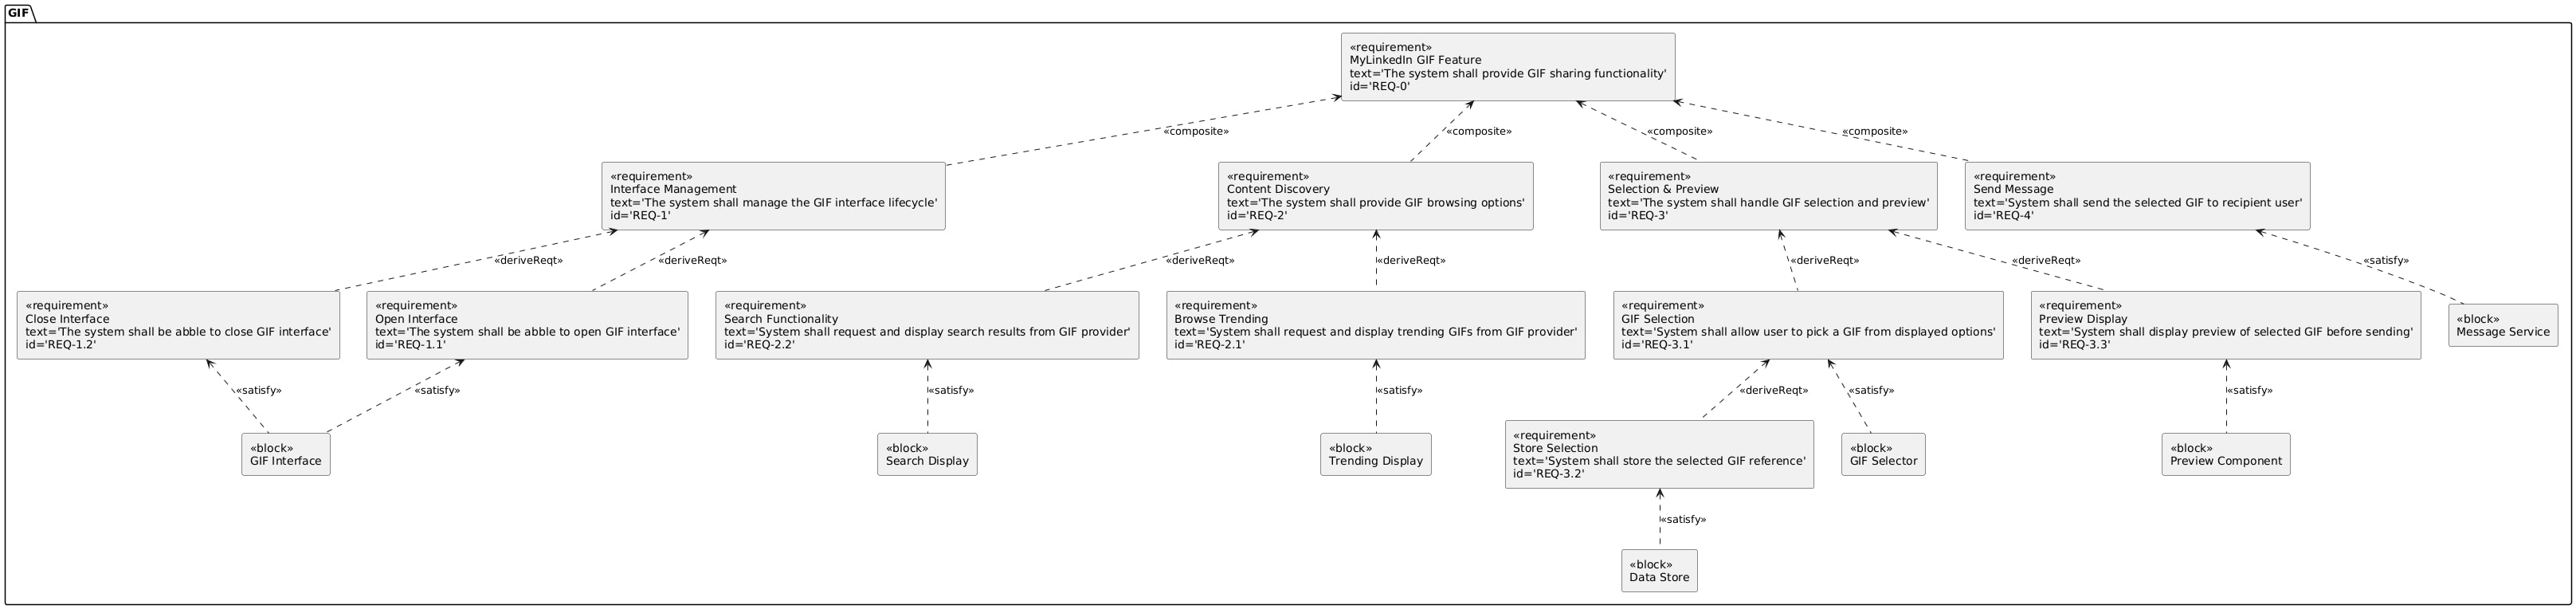 GIF
«requirement»
MyLinkedIn GIF Feature
text='The system shall provide GIF sharing functionality'
id='REQ-0'
«composite»
«composite»
«composite»
«composite»
«requirement»
Interface Management
text='The system shall manage the GIF interface lifecycle'
id='REQ-1'
«requirement»
Content Discovery
text='The system shall provide GIF browsing options'
id='REQ-2'
«requirement»
Selection & Preview
text='The system shall handle GIF selection and preview'
id='REQ-3'
«requirement»
Send Message
text='System shall send the selected GIF to recipient user'
id='REQ-4'
«deriveReqt»
«deriveReqt»
«deriveReqt»
«deriveReqt»
«deriveReqt»
«deriveReqt»
«satisfy»
«requirement»
Close Interface
text='The system shall be abble to close GIF interface'
id='REQ-1.2'
«requirement»
Open Interface
text='The system shall be abble to open GIF interface'
id='REQ-1.1'
«requirement»
Search Functionality
text='System shall request and display search results from GIF provider'
id='REQ-2.2'
«requirement»
Browse Trending
text='System shall request and display trending GIFs from GIF provider'
id='REQ-2.1'
«requirement»
GIF Selection
text='System shall allow user to pick a GIF from displayed options'
id='REQ-3.1'
«requirement»
Preview Display
text='System shall display preview of selected GIF before sending'
id='REQ-3.3'
«block»
Message Service
«satisfy»
«satisfy»
«satisfy»
«satisfy»
«deriveReqt»
«satisfy»
«satisfy»
«block»
GIF Interface
«block»
Search Display
«block»
Trending Display
«requirement»
Store Selection
text='System shall store the selected GIF reference'
id='REQ-3.2'
«block»
GIF Selector
«block»
Preview Component
«satisfy»
«block»
Data Store